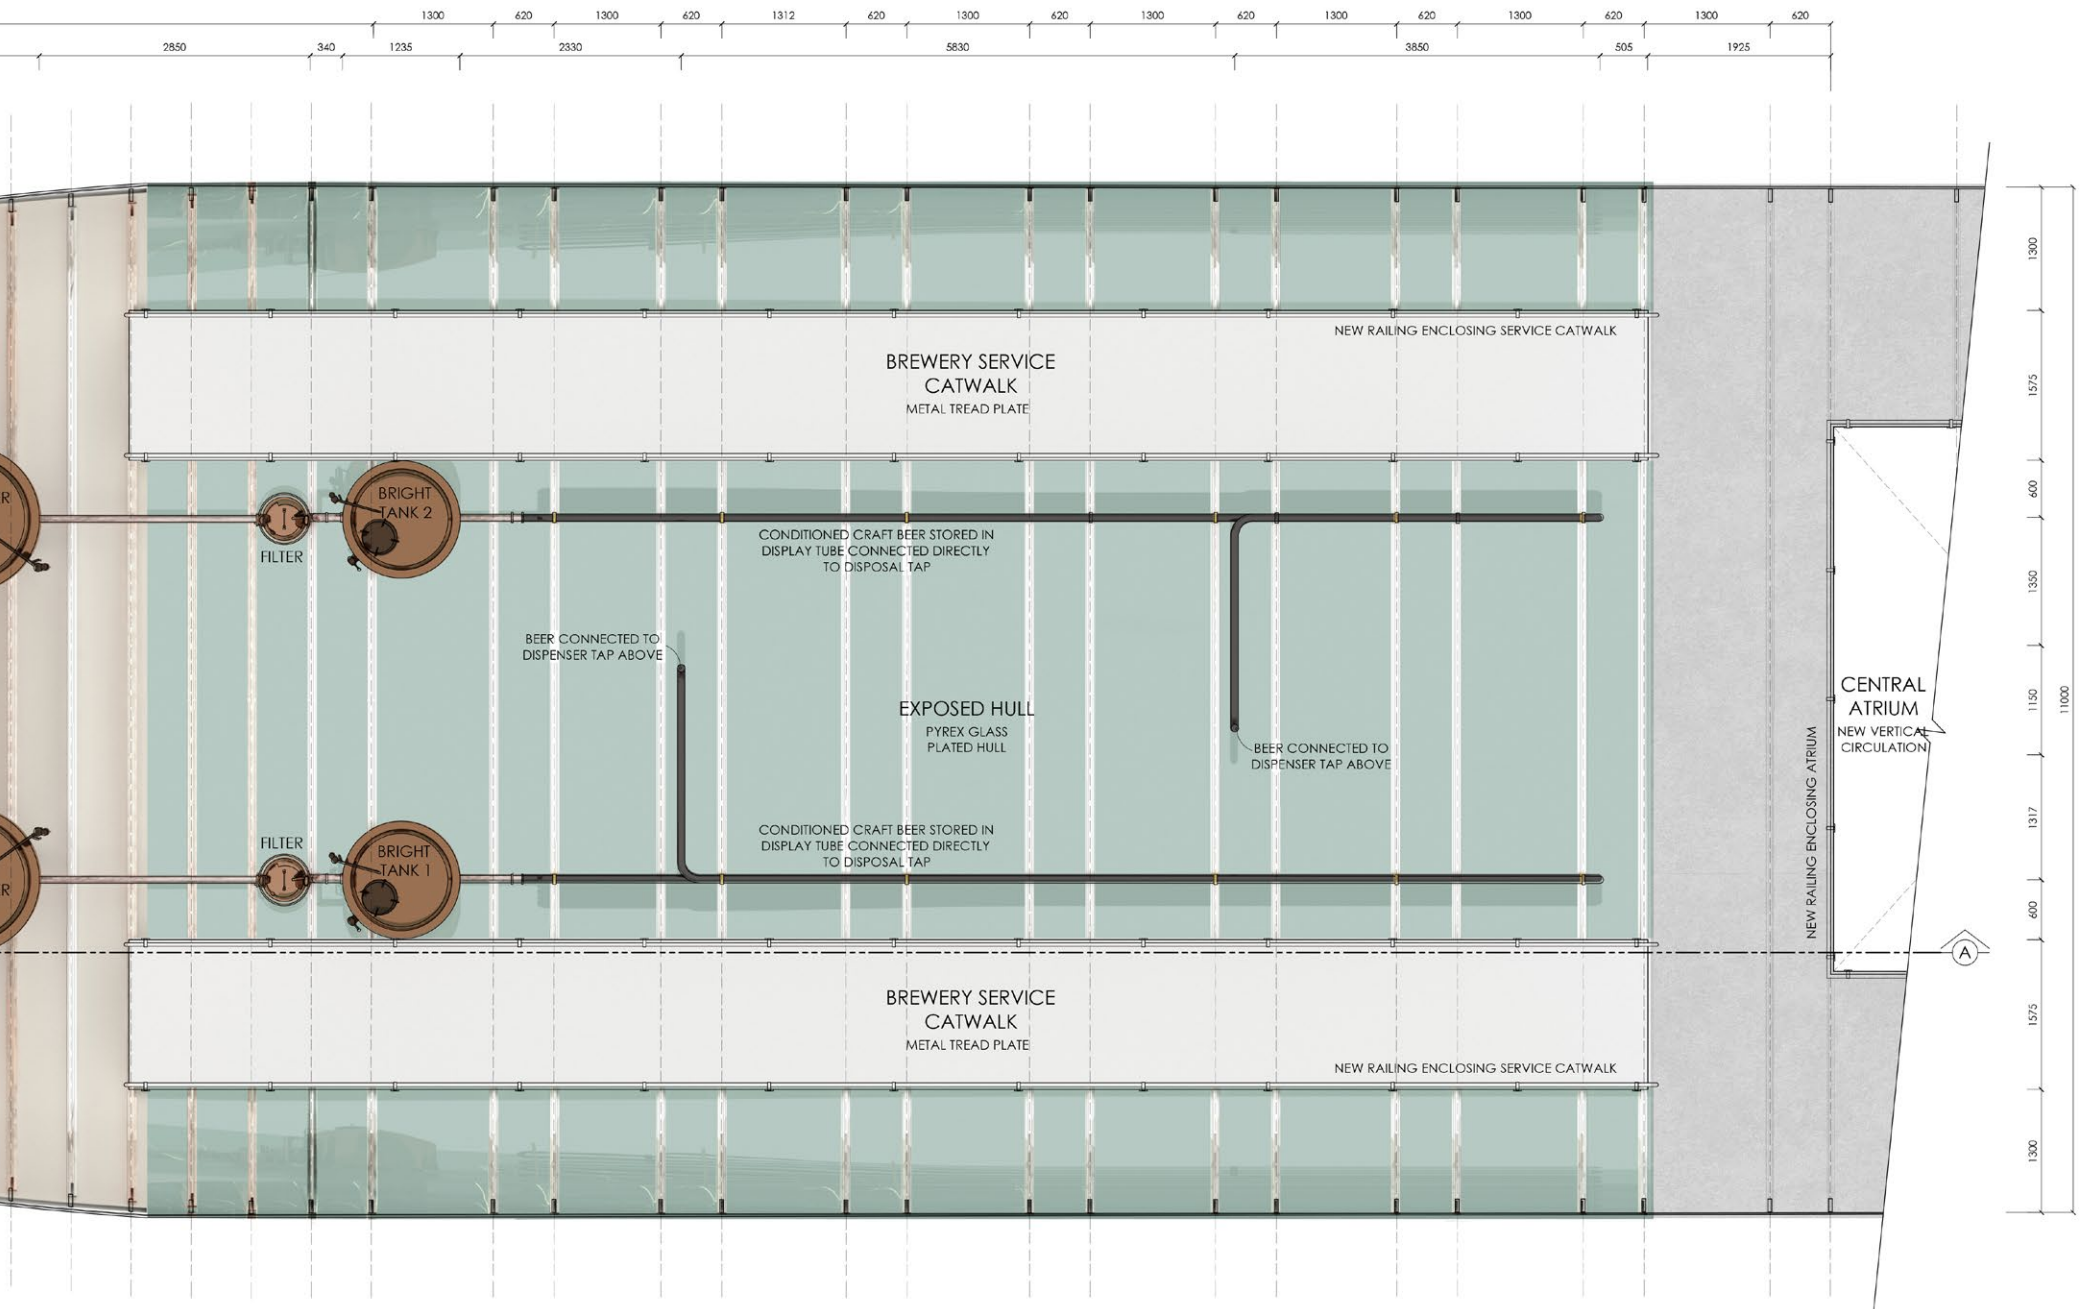 1300 620 1300 620 1312 620 1300 620 1300 620 1300 620 1300 620 1300 620
2850 340 1235 2330 5830 3850 505 1925
1300
NEW RAILING ENCLOSING SERVICE CATWALK
BREWERY SERVICE
CATWALK
METAL TREAD PLATE
1575
R
BRIGHT
TANK 2
600
FILTER
CONDITIONED CRAFT BEER STORED IN
DISPLAY TUBE CONNECTED DIRECTLY
TO DISPOSAL TAP
1350
BEER CONNECTED TO
DISPENSER TAP ABOVE
EXPOSED HULL
PYREX GLASS
PLATED HULL
BEER CONNECTED TO
DISPENSER TAP ABOVE
CENTRAL
ATRIUM
NEW VERTICAL
CIRCULATION
NEW RAILING ENCLOSING ATRIUM
1150
11000
1317
FILTER
CONDITIONED CRAFT BEER STORED IN
DISPLAY TUBE CONNECTED DIRECTLY
TO DISPOSAL TAP
BRIGHT
TANK 1
R
600
A
BREWERY SERVICE
CATWALK
METAL TREAD PLATE
1575
NEW RAILING ENCLOSING SERVICE CATWALK
1300